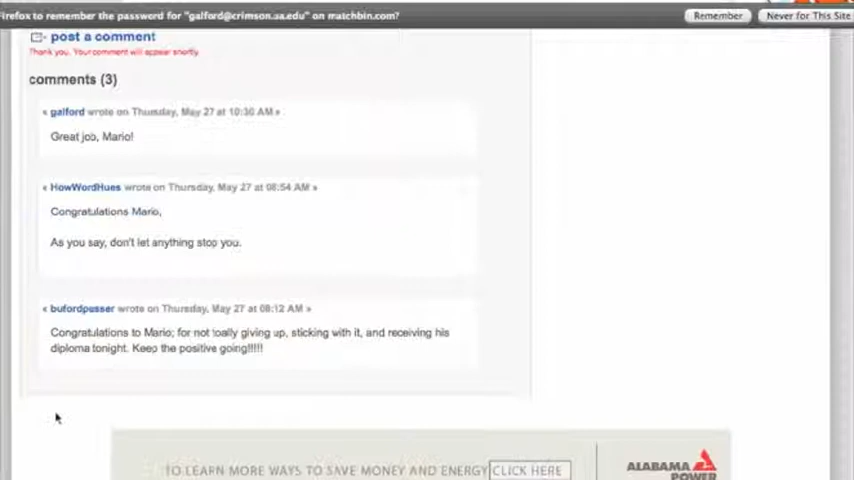 Firefox to remember the password for "galford@crimson.ua.edu" on matchbin.com?
Remember
Never for This Site
post a comment
Thank you. Your comment will appear shortly.
comments (3)
« galford wrote on Thursday, May 27 at 10:30 AM »
Great job, Mario!
« HowWordHues wrote on Thursday, May 27 at 08:54 AM »
Congratulations Mario,
As you say, don't let anything stop you.
« bufordpusser wrote on Thursday, May 27 at 08:12 AM »
Congratulations to Mario; for not toally giving up, sticking with it, and receiving his
diploma tonight. Keep the positive going!!!!!
TO LEARN MORE WAYS TO SAVE MONEY AND ENERGY CLICK HERE
ALABAMA
POWER